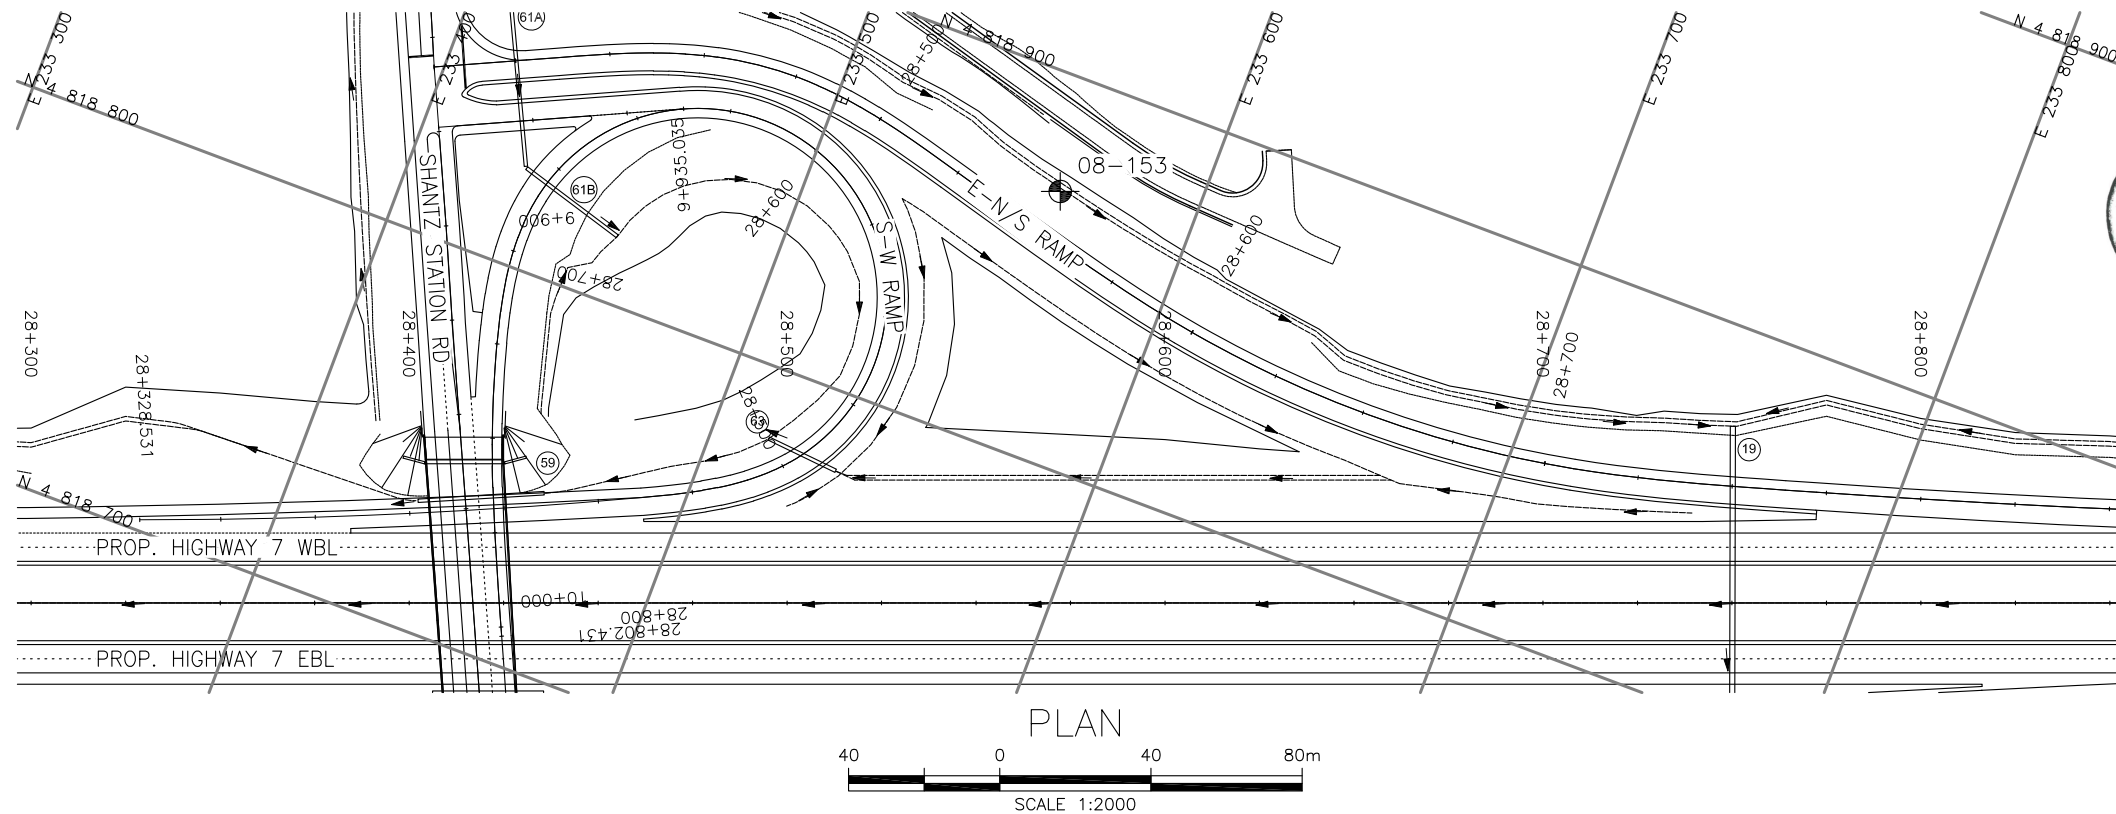 61A
E 233 300
E 233 400
E 233 500
E 233 600
E 233 700
E 233 800
N 4 818 900
N 4 818 900
N 4 818 800
28+500
08-153
9+935.035
61B
9+900
28+600
28+700
SHANTZ STATION RD
S-W RAMP
E-N/S RAMP
28+600
28+300
28+328.531
28+400
28+500
28+600
28+700
28+700
28+800
63
59
19
N 4 818 700
PROP. HIGHWAY 7 WBL
10+000
28+800
28+802.431
PROP. HIGHWAY 7 EBL
PLAN
40 0 40 80m
SCALE 1:2000